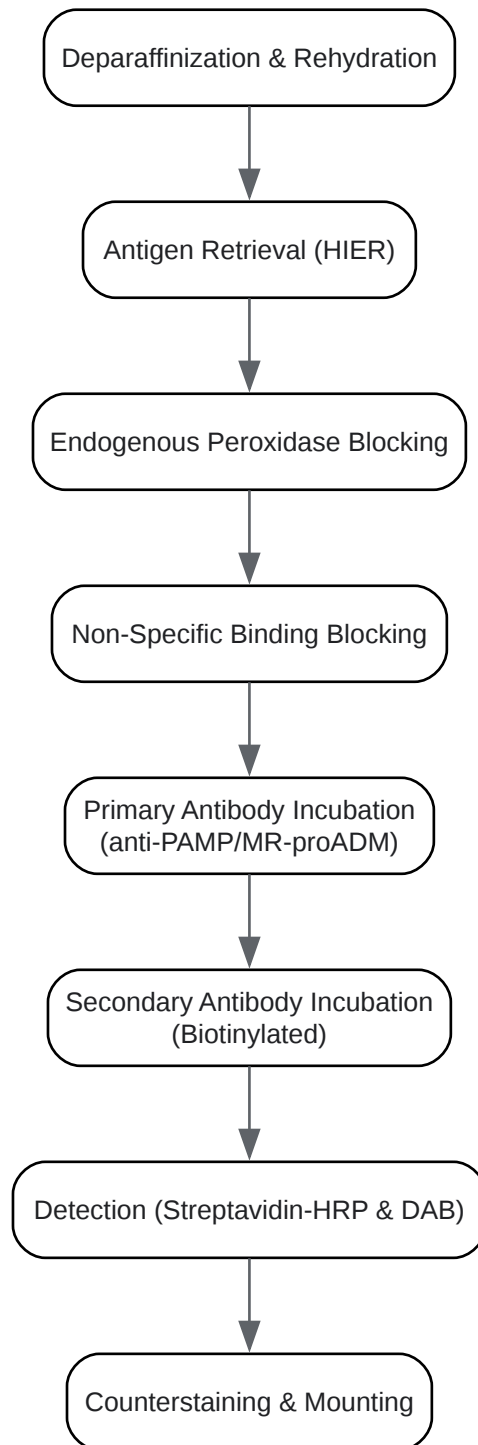 Deparaffinization & Rehydration
Antigen Retrieval (HIER)
Endogenous Peroxidase Blocking
Non-Specific Binding Blocking
Primary Antibody Incubation
(anti-PAMP/MR-proADM)
Secondary Antibody Incubation
(Biotinylated)
Detection (Streptavidin-HRP & DAB)
Counterstaining & Mounting